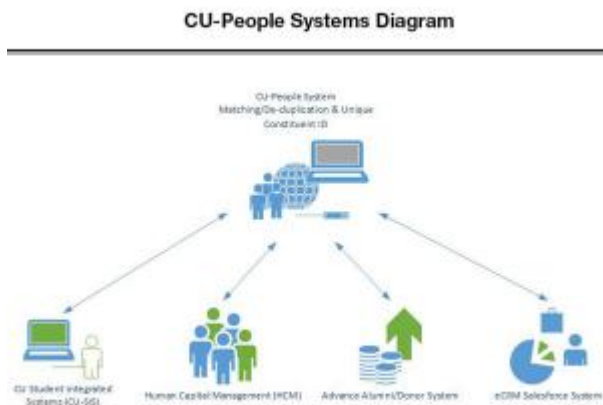 CU-People Systems Diagram
CU-People System
Matching/De-duplication & Unique
Constituent ID
CU Student Integrated
Systems (CU-SIS)
Human Capital Management (HCM)
Advance Alumni/Donor System
eCRM Salesforce System